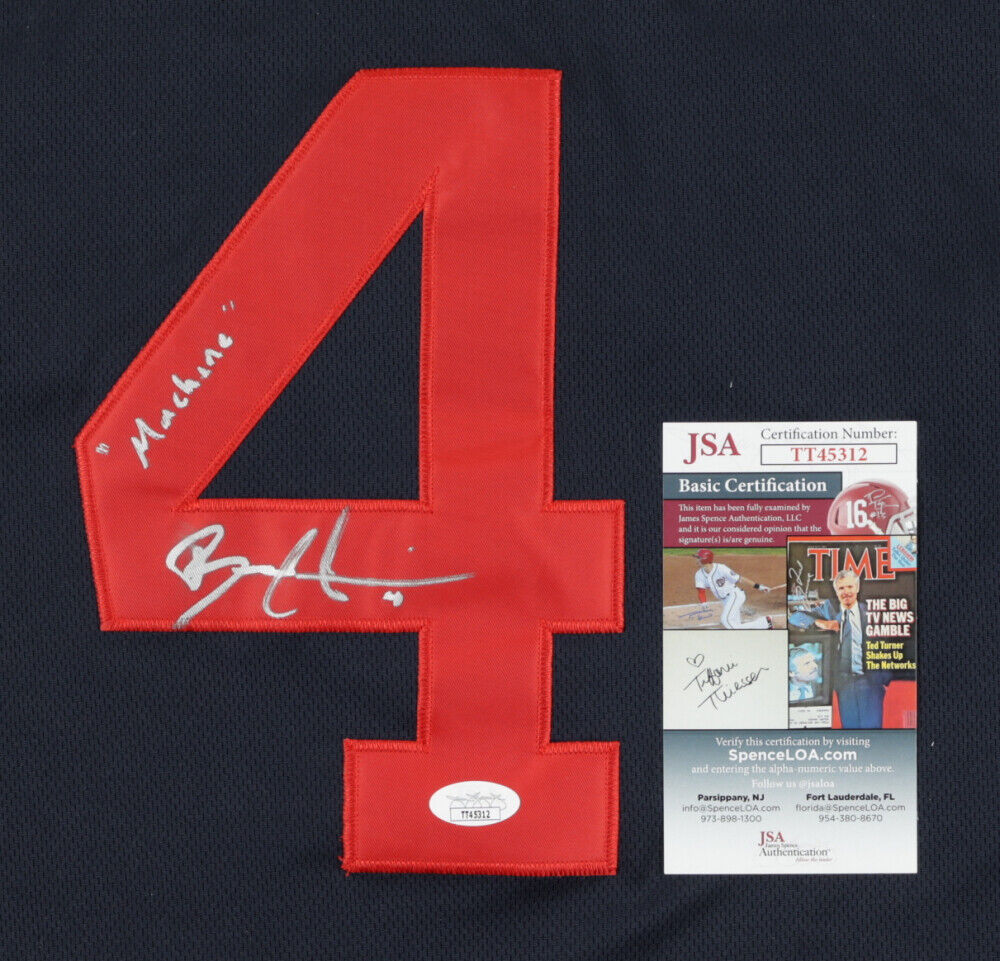 4
"Machine"
TT45312
JSA
Certification Number:
TT45312
Basic Certification
This item has been fully examined by
James Spence Authentication, LLC
and it is our considered opinion that the
signature(s) is/are genuine.
16
TIME
THE BIG
TV NEWS
GAMBLE
Ted Turner
Shakes Up
The Networks
Tiffani
Thiessen
Verify this certification by visiting
SpenceLOA.com
and entering the alpha-numeric value above.
Follow us @jsaloa
Parsippany, NJ
info@SpenceLOA.com
973-898-1300
Fort Lauderdale, FL
florida@SpenceLOA.com
954-380-8670
JSA
James Spence
Authentication